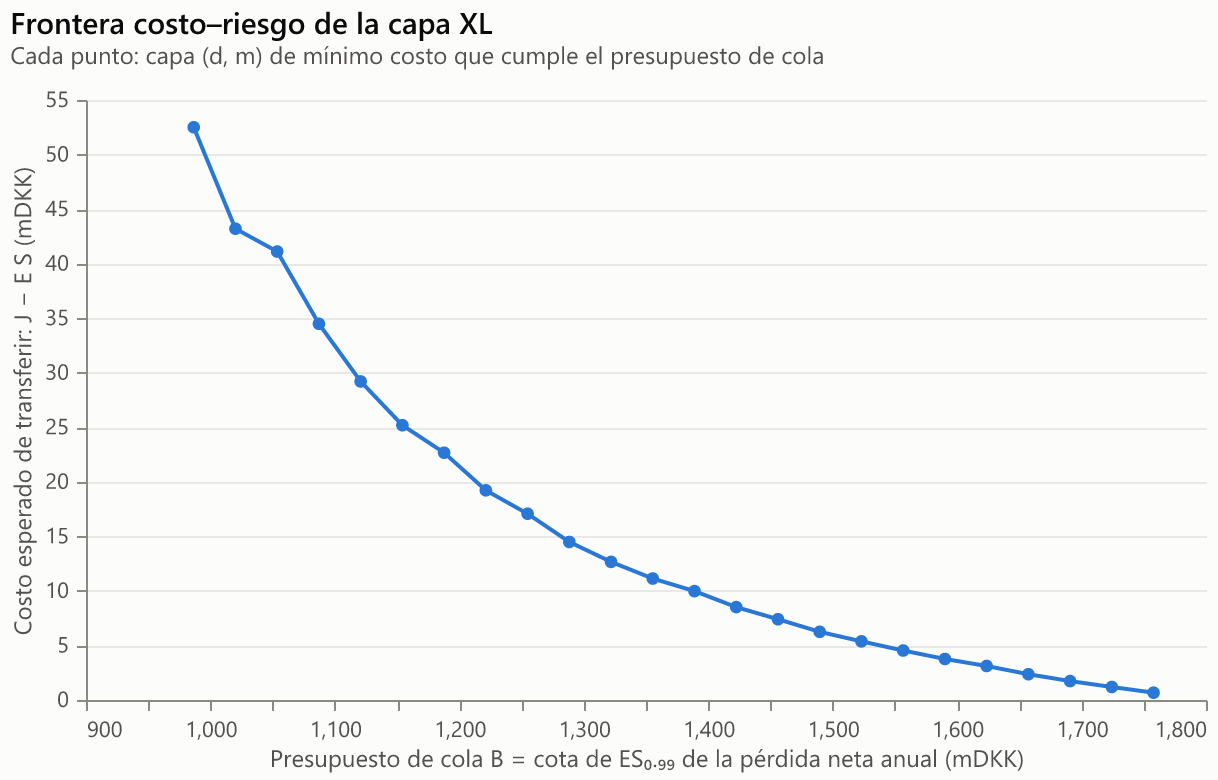 Frontera costo–riesgo de la capa XL
Cada punto: capa (d, m) de mínimo costo que cumple el presupuesto de cola
Costo esperado de transferir: J − E S (mDKK)
55
50
45
40
35
30
25
20
15
10
5
0
900 1,000 1,100 1,200 1,300 1,400 1,500 1,600 1,700 1,800
Presupuesto de cola B = cota de ES₀.₉₉ de la pérdida neta anual (mDKK)